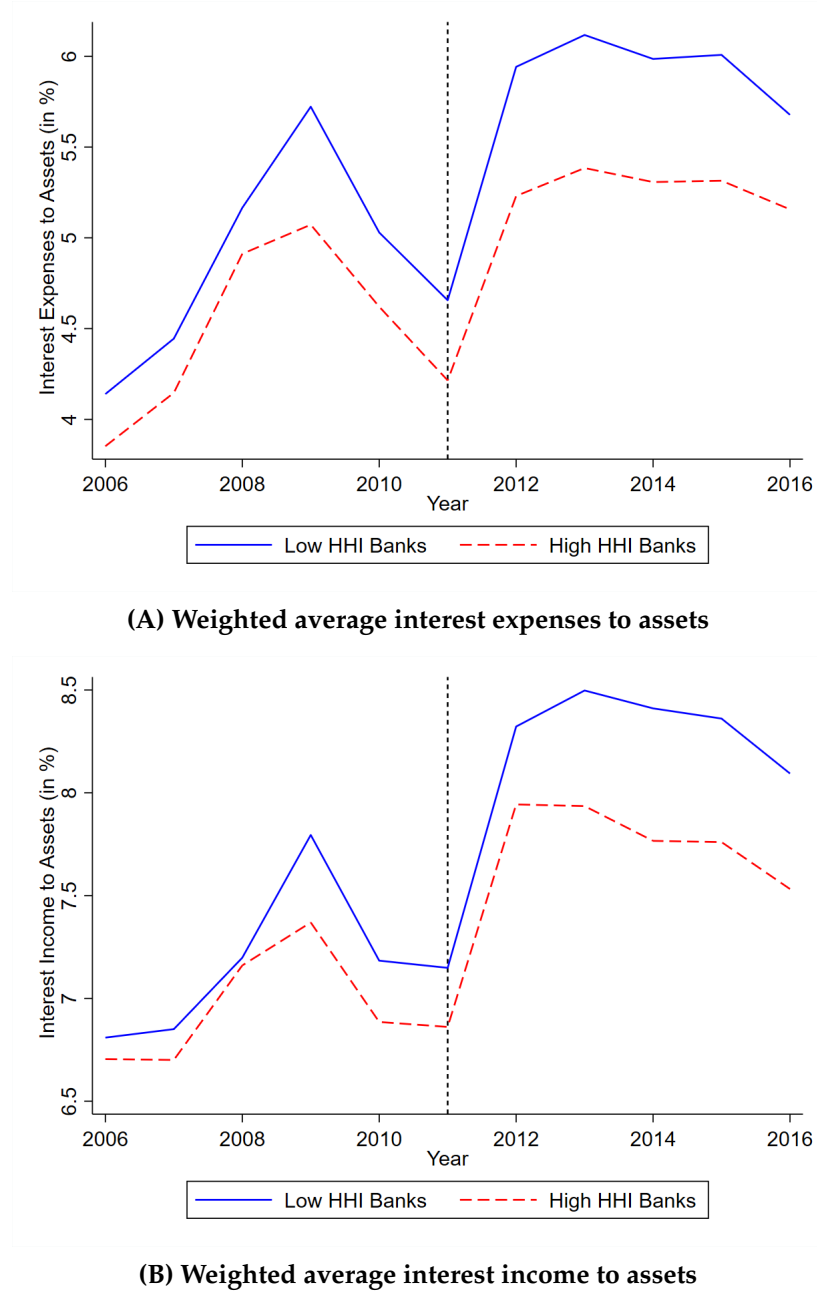 Interest Expenses to Assets (in %)
6
5.5
5
4.5
4
2006 2008 2010 2012 2014 2016
Year
Low HHI Banks High HHI Banks
(A) Weighted average interest expenses to assets
Interest Income to Assets (in %)
8.5
8
7.5
7
6.5
2006 2008 2010 2012 2014 2016
Year
Low HHI Banks High HHI Banks
(B) Weighted average interest income to assets